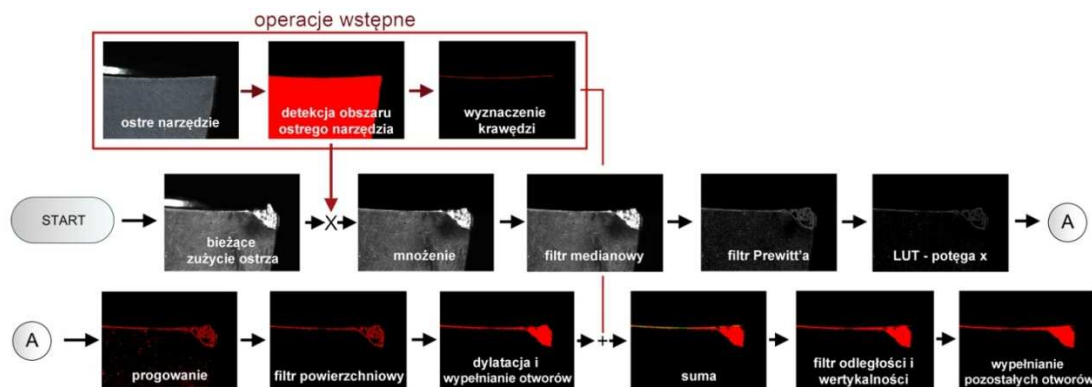 operacje wstępne
ostre narzędzie
detekcja obszaru
ostrego narzędzia
wyznaczenie
krawędzi
START
bieżące
zużycie ostrza
X
mnożenie
filtr medianowy
filtr Prewitt'a
LUT - potęga x
A
A
progowanie
filtr powierzchniowy
dylatacja i
wypełnianie otworów
+
suma
filtr odległości i
wertykalności
wypełnianie
pozostałych otworów